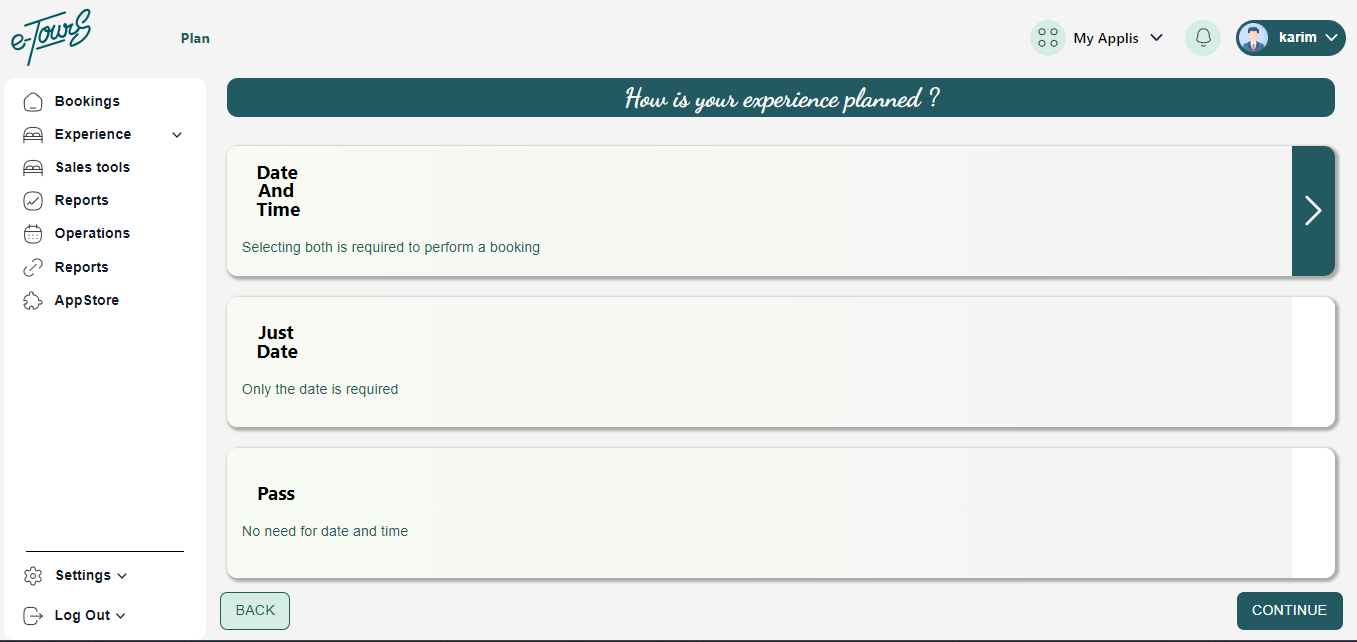 e-Tours
Plan
My Applis
karim
Bookings
Experience
Sales tools
Reports
Operations
Reports
AppStore
Settings
Log Out
How is your experience planned ?
Date
And
Time
Selecting both is required to perform a booking
Just
Date
Only the date is required
Pass
No need for date and time
BACK
CONTINUE